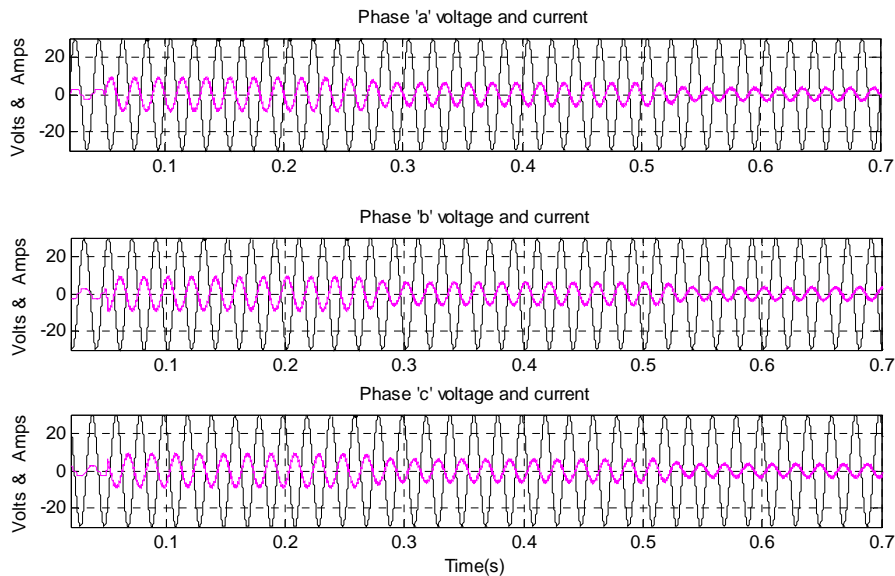 Phase 'a' voltage and current
Volts & Amps
20
0
-20
0.1 0.2 0.3 0.4 0.5 0.6 0.7
Phase 'b' voltage and current
Volts & Amps
20
0
-20
0.1 0.2 0.3 0.4 0.5 0.6 0.7
Phase 'c' voltage and current
Volts & Amps
20
0
-20
0.1 0.2 0.3 0.4 0.5 0.6 0.7
Time(s)